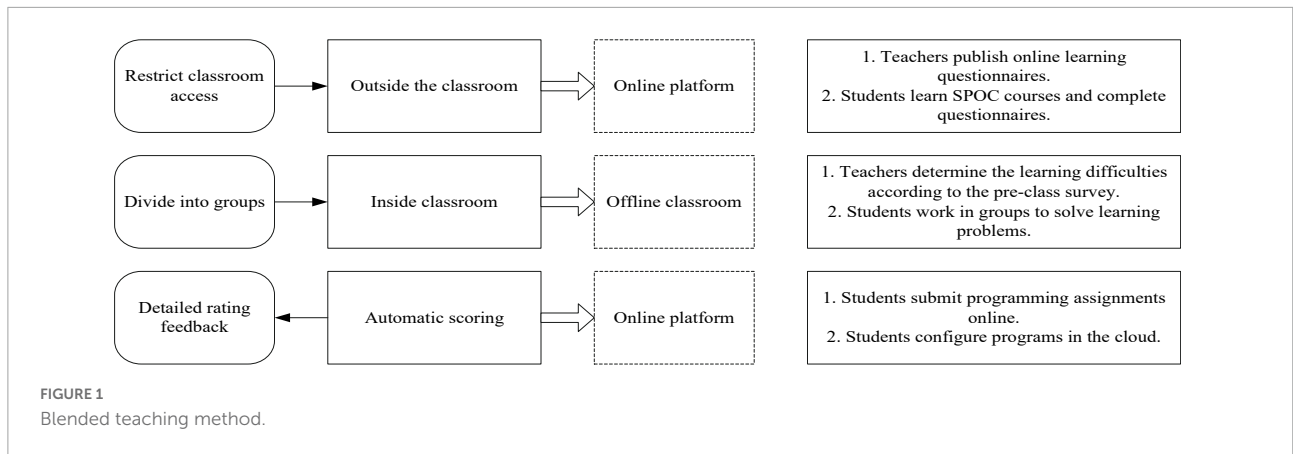 Restrict classroom
access
Outside the classroom
Online platform
1. Teachers publish online learning
questionnaires.
2. Students learn SPOC courses and complete
questionnaires.
Divide into groups
Inside classroom
Offline classroom
1. Teachers determine the learning difficulties
according to the pre-class survey.
2. Students work in groups to solve learning
problems.
Detailed rating
feedback
Automatic scoring
Online platform
1. Students submit programming assignments
online.
2. Students configure programs in the cloud.
FIGURE 1
Blended teaching method.